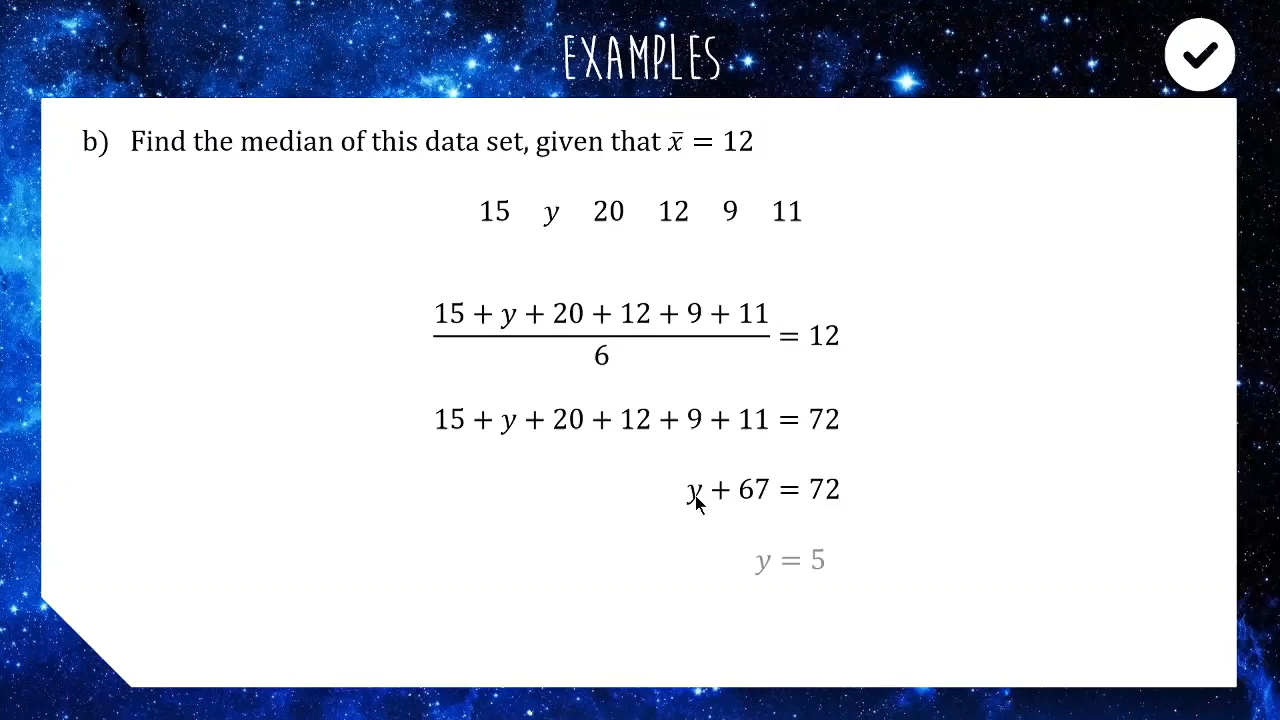 EXAMPLES
b) Find the median of this data set, given that x̄ = 12
15 y 20 12 9 11
15 + y + 20 + 12 + 9 + 11
= 12
6
15 + y + 20 + 12 + 9 + 11 = 72
y + 67 = 72
y = 5